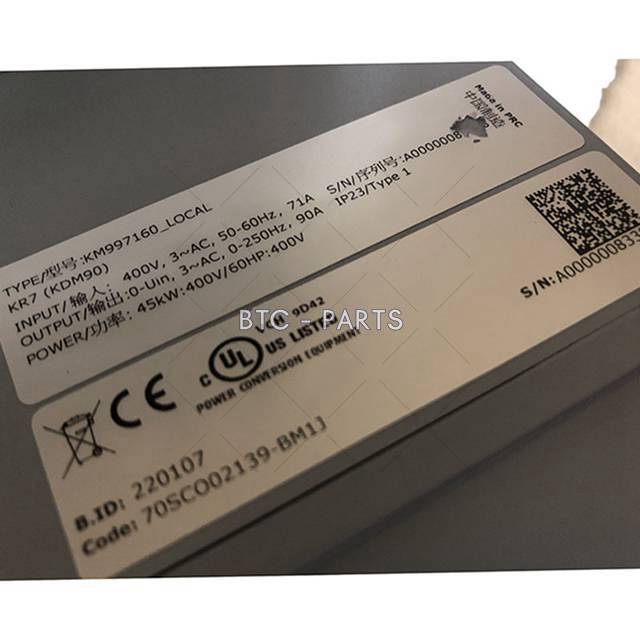 Made in PRC
中国制造
TYPE/型号:KM997160_LOCAL
S/N/序列号:A0000008
KR7 (KDM90)
IP23/Type 1
INPUT/输入: 400V, 3~AC, 50-60Hz, 71A
OUTPUT/输出:0-Uin, 3~AC, 0-250Hz, 90A
POWER/功率: 45kW:400V/60HP:400V
S/N: A000000833
BTC - PARTS
CE
C UL US LISTED 9D42
POWER CONVERSION EQUIPMENT
B.ID: 220107
Code: 70SCO02139-BM1J